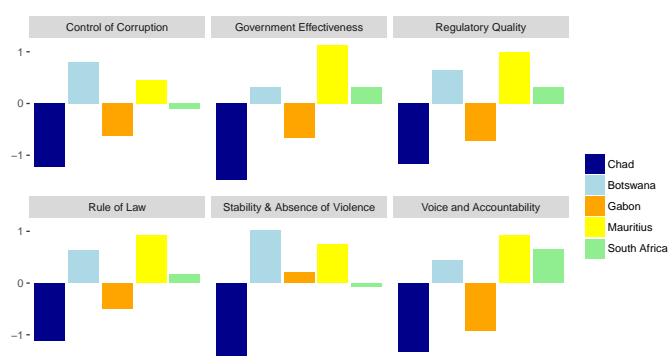 Control of Corruption
Government Effectiveness
Regulatory Quality
1
0
−1
Rule of Law
Stability & Absence of Violence
Voice and Accountability
1
0
−1
Chad
Botswana
Gabon
Mauritius
South Africa